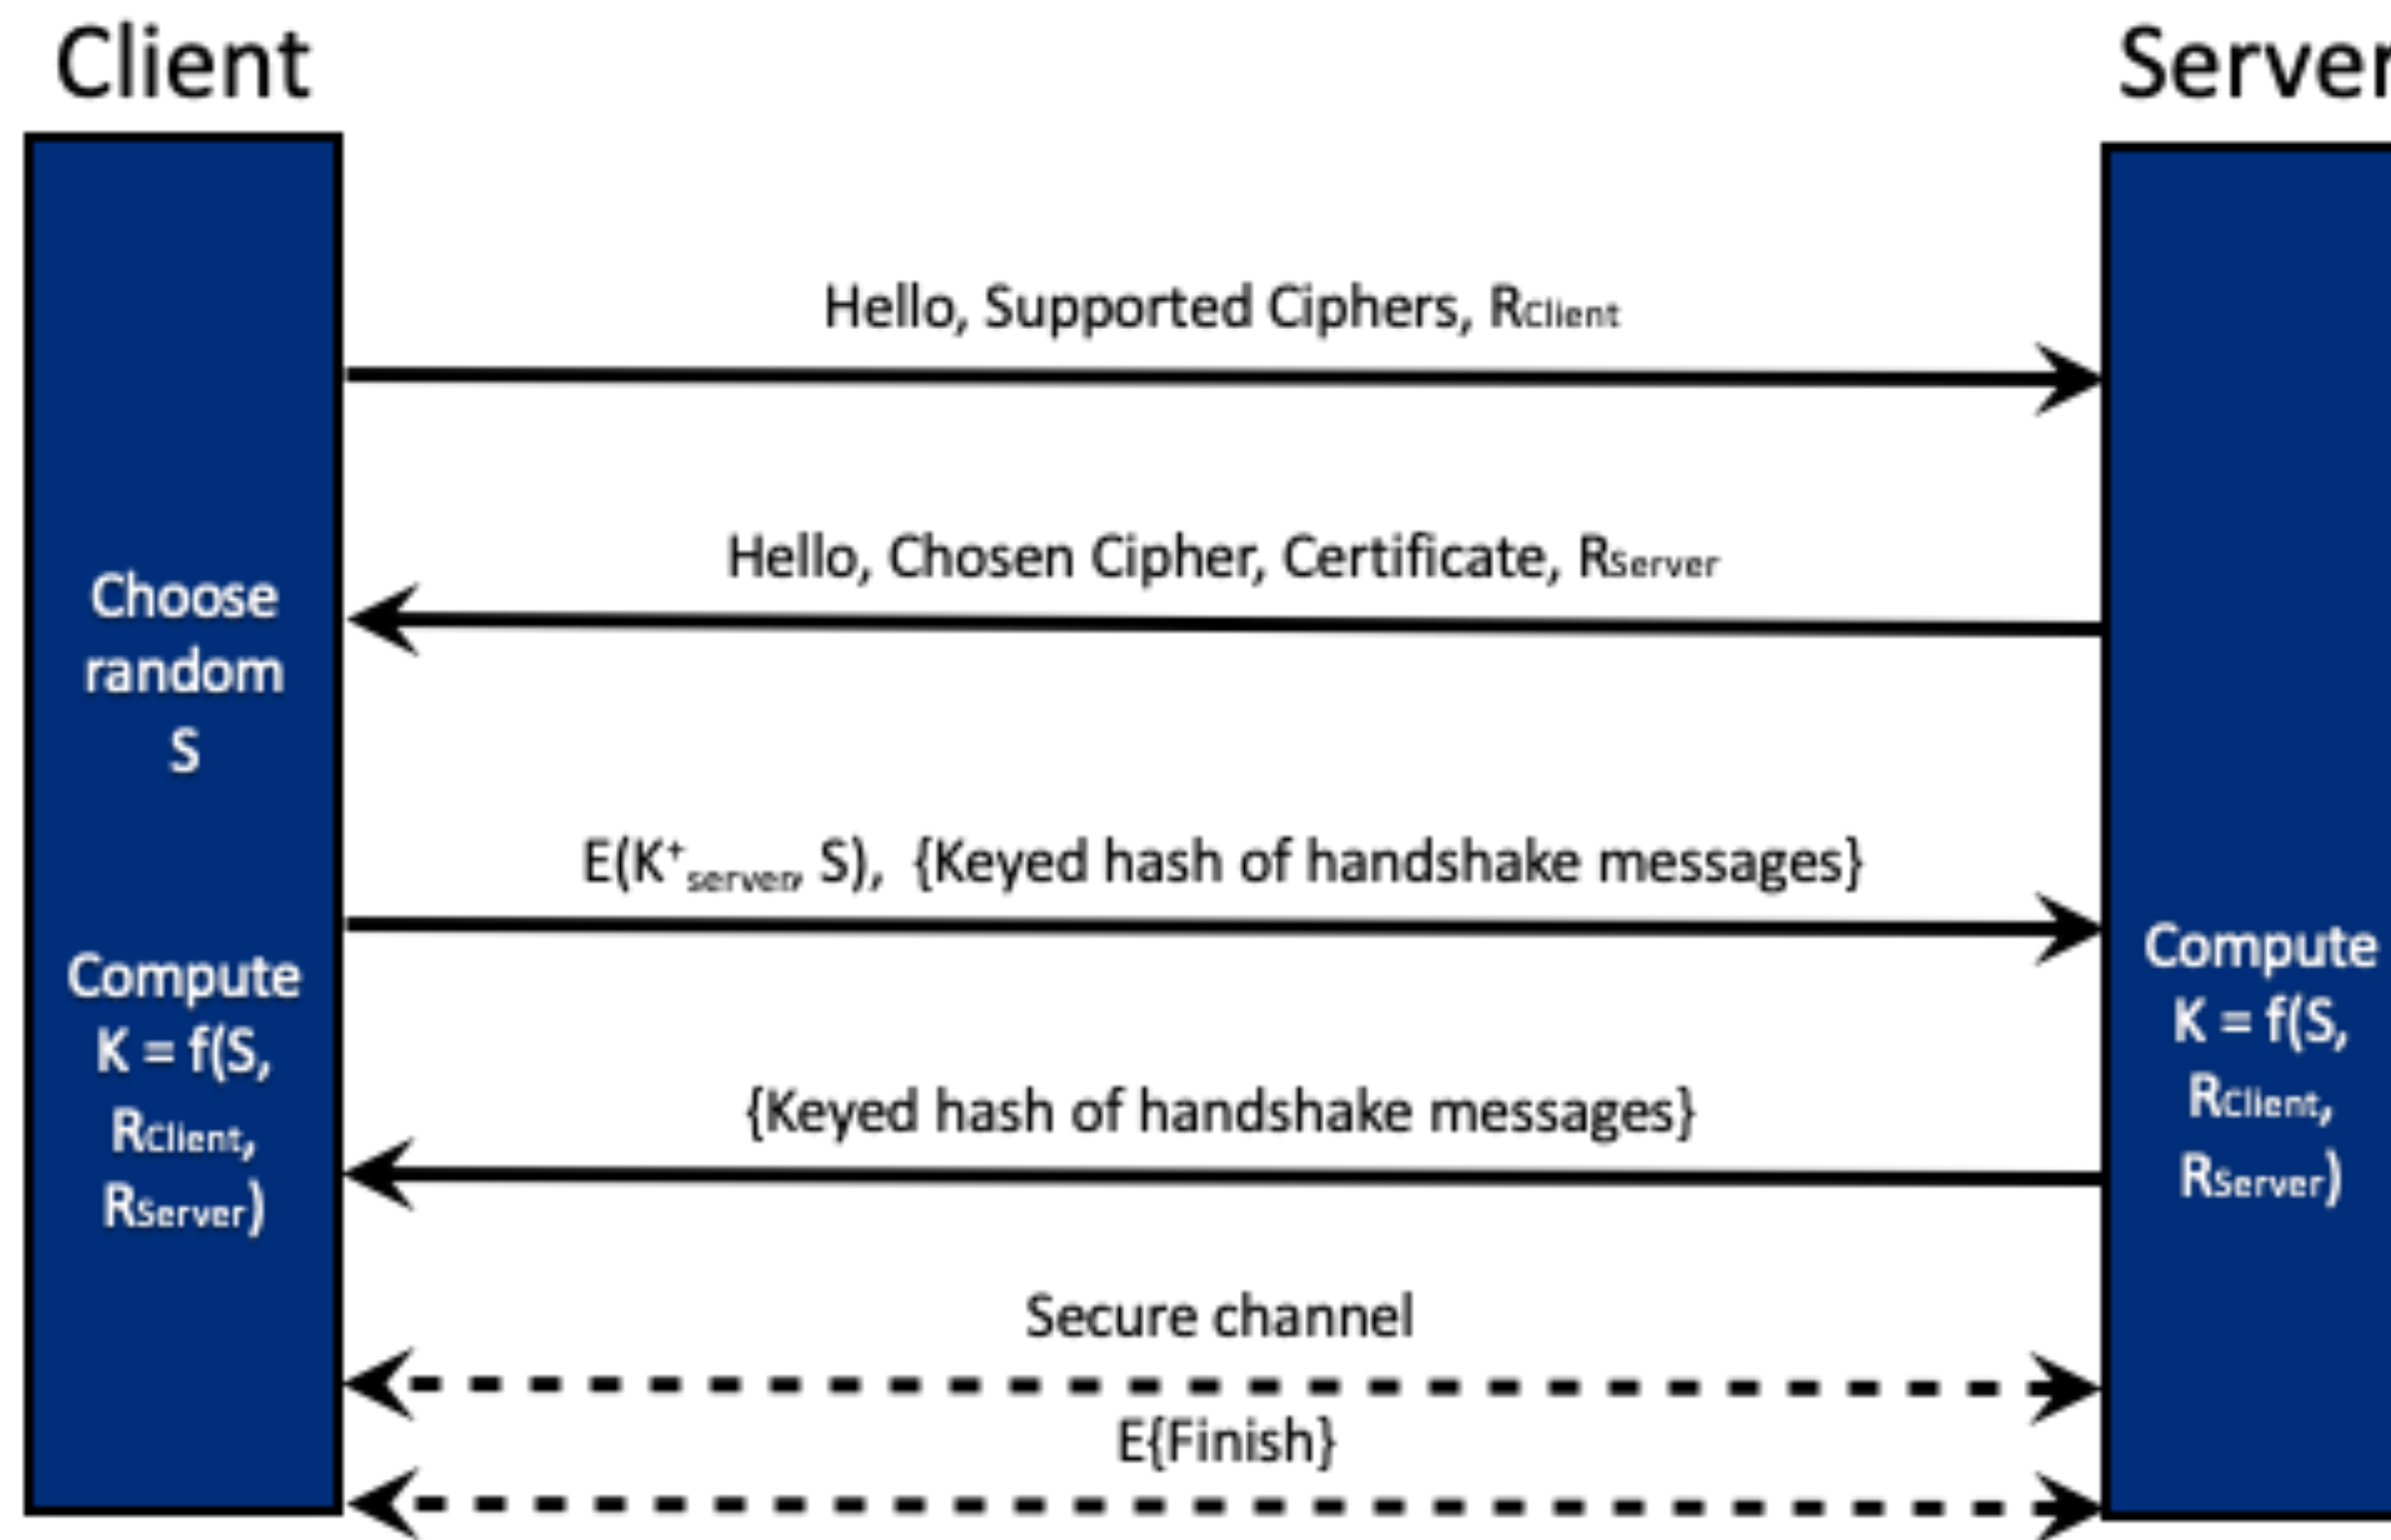 Client
Server
Hello, Supported Ciphers, RClient
Hello, Chosen Cipher, Certificate, RServer
Choose
random
S
E(K+server, S), {Keyed hash of handshake messages}
Compute
K = f(S,
RClient,
RServer)
Compute
K = f(S,
RClient,
RServer)
{Keyed hash of handshake messages}
Secure channel
E{Finish}